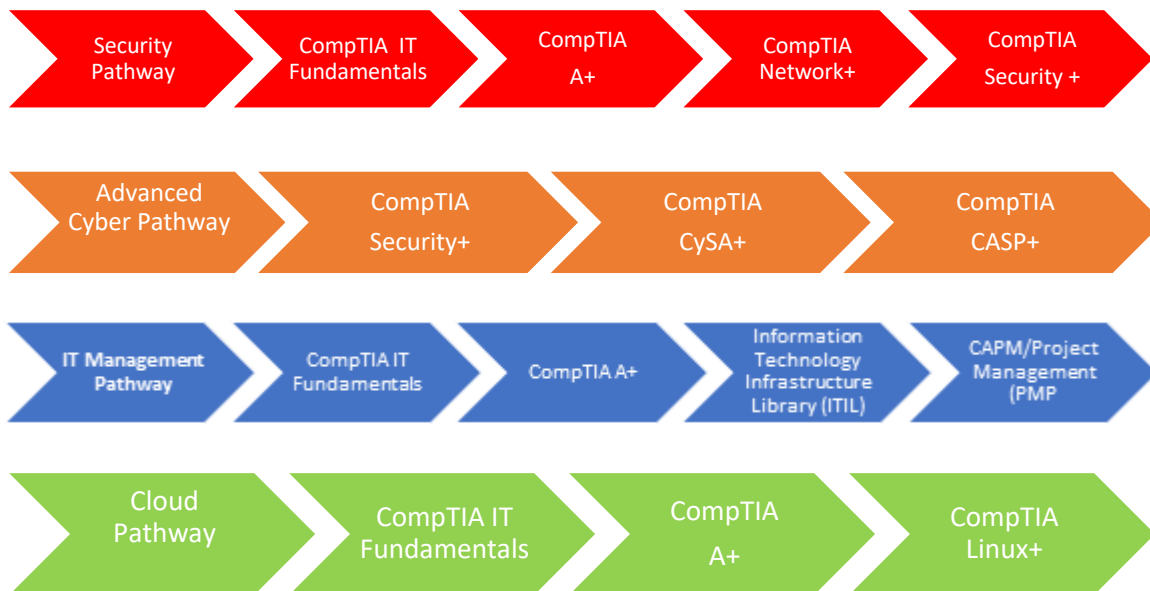 Security
Pathway
CompTIA IT
Fundamentals
CompTIA
A+
CompTIA
Network+
CompTIA
Security +
Advanced
Cyber Pathway
CompTIA
Security+
CompTIA
CySA+
CompTIA
CASP+
IT Management
Pathway
CompTIA IT
Fundamentals
CompTIA A+
Information
Technology
Infrastructure
Library (ITIL)
CAPM/Project
Management
(PMP
Cloud
Pathway
CompTIA IT
Fundamentals
CompTIA
A+
CompTIA
Linux+